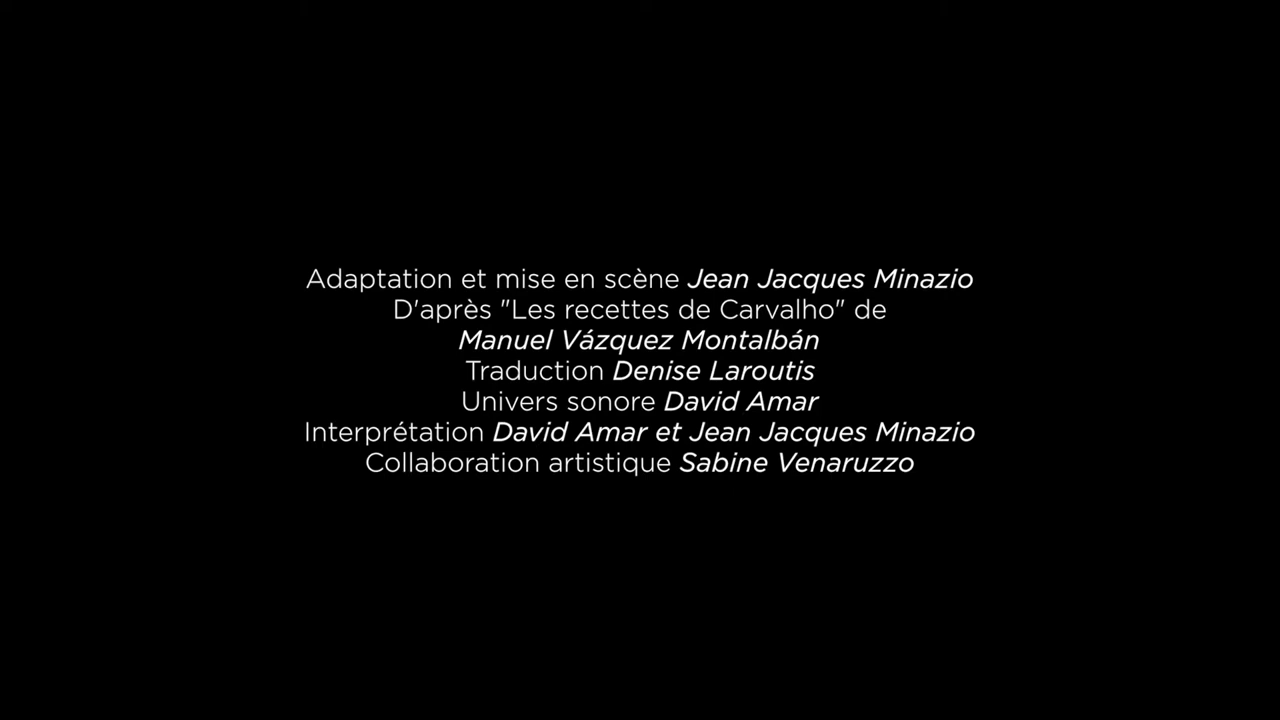 Adaptation et mise en scène Jean Jacques Minazio
D'après "Les recettes de Carvalho" de
Manuel Vázquez Montalbán
Traduction Denise Laroutis
Univers sonore David Amar
Interprétation David Amar et Jean Jacques Minazio
Collaboration artistique Sabine Venaruzzo